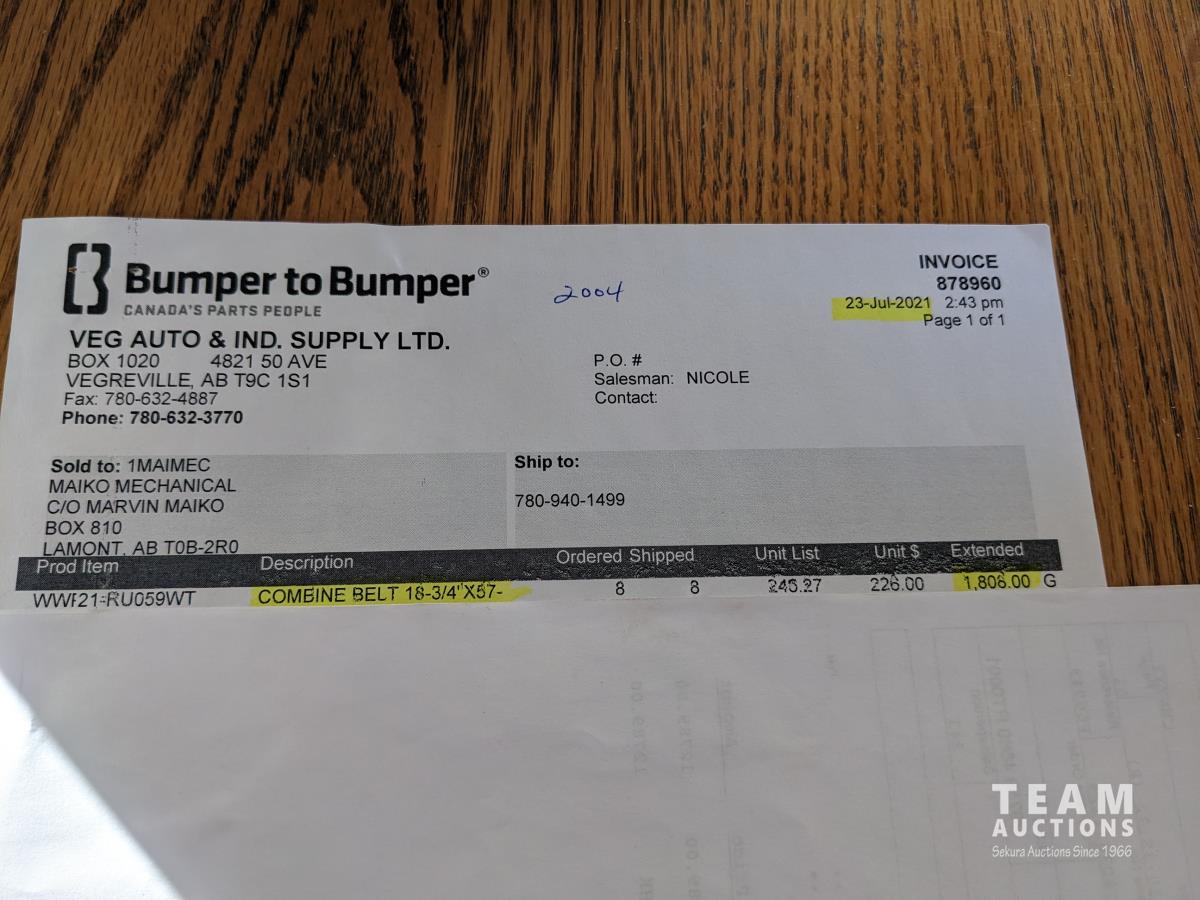 Bumper to Bumper®
CANADA'S PARTS PEOPLE
VEG AUTO & IND. SUPPLY LTD.
BOX 1020 4821 50 AVE
VEGREVILLE, AB T9C 1S1
Fax: 780-632-4887
Phone: 780-632-3770
2004
INVOICE
878960
23-Jul-2021 2:43 pm
Page 1 of 1
P.O. #
Salesman: NICOLE
Contact:
Sold to: 1MAIMEC
MAIKO MECHANICAL
C/O MARVIN MAIKO
BOX 810
LAMONT, AB T0B-2R0
Ship to:
780-940-1499
Prod Item Description Ordered Shipped Unit List Unit $ Extended
COMBINE BELT 18-3/4"X57- 8 8 226.00 1,808.00 G
TEAM
AUCTIONS
Sekura Auctions Since 1966